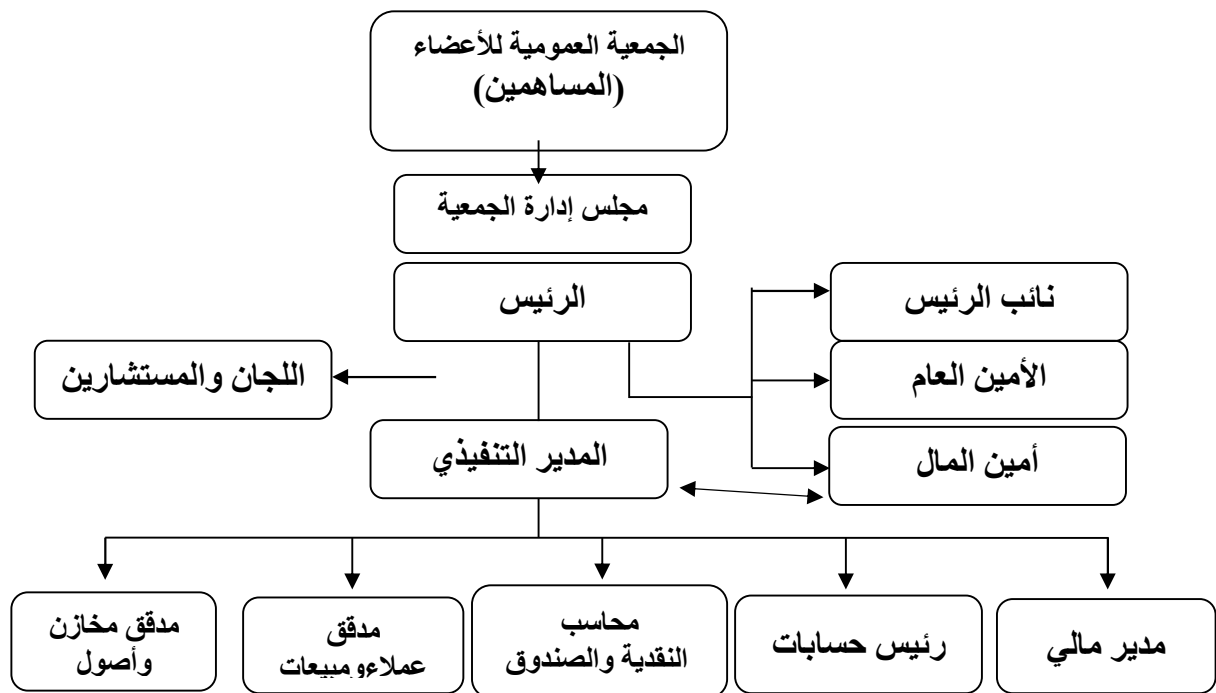 الجمعية العمومية للأعضاء
(المساهمين)
مجلس إدارة الجمعية
الرئيس
نائب الرئيس
الأمين العام
اللجان والمستشارين
المدير التنفيذي
أمين المال
مدير مالي
رئيس حسابات
محاسب
النقدية والصندوق
مدقق
عملاءومبيعات
مدقق مخازن
وأصول